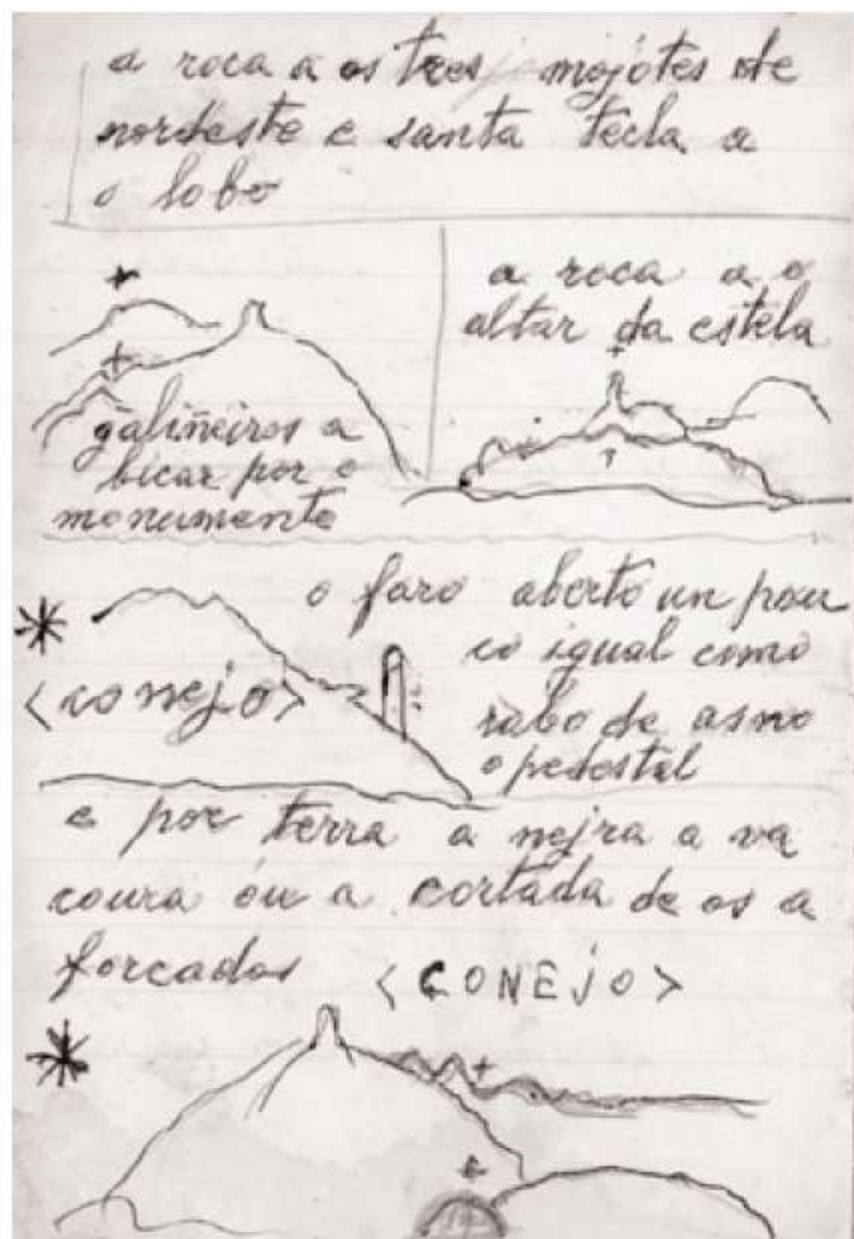 a roca a os tres mojotes de
nordeste e santa tecla a
o lobo
a roca a o
altar da estela
galiñeiros a
bicar por o
monumento
o faro aberto un pou
co igual como
<conejo>
rabo de asno
o pedestal
e por terra a nejra a va
coura ou a cortada de os a
forcados <CONEJO>